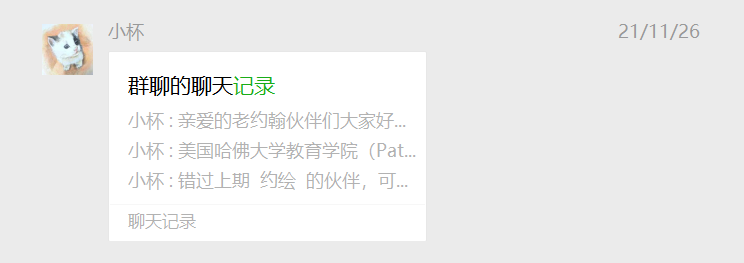 小杯
21/11/26
群聊的聊天记录
小杯 : 亲爱的老约翰伙伴们大家好...
小杯 : 美国哈佛大学教育学院（Pat...
小杯 : 错过上期 约绘 的伙伴，可...
聊天记录